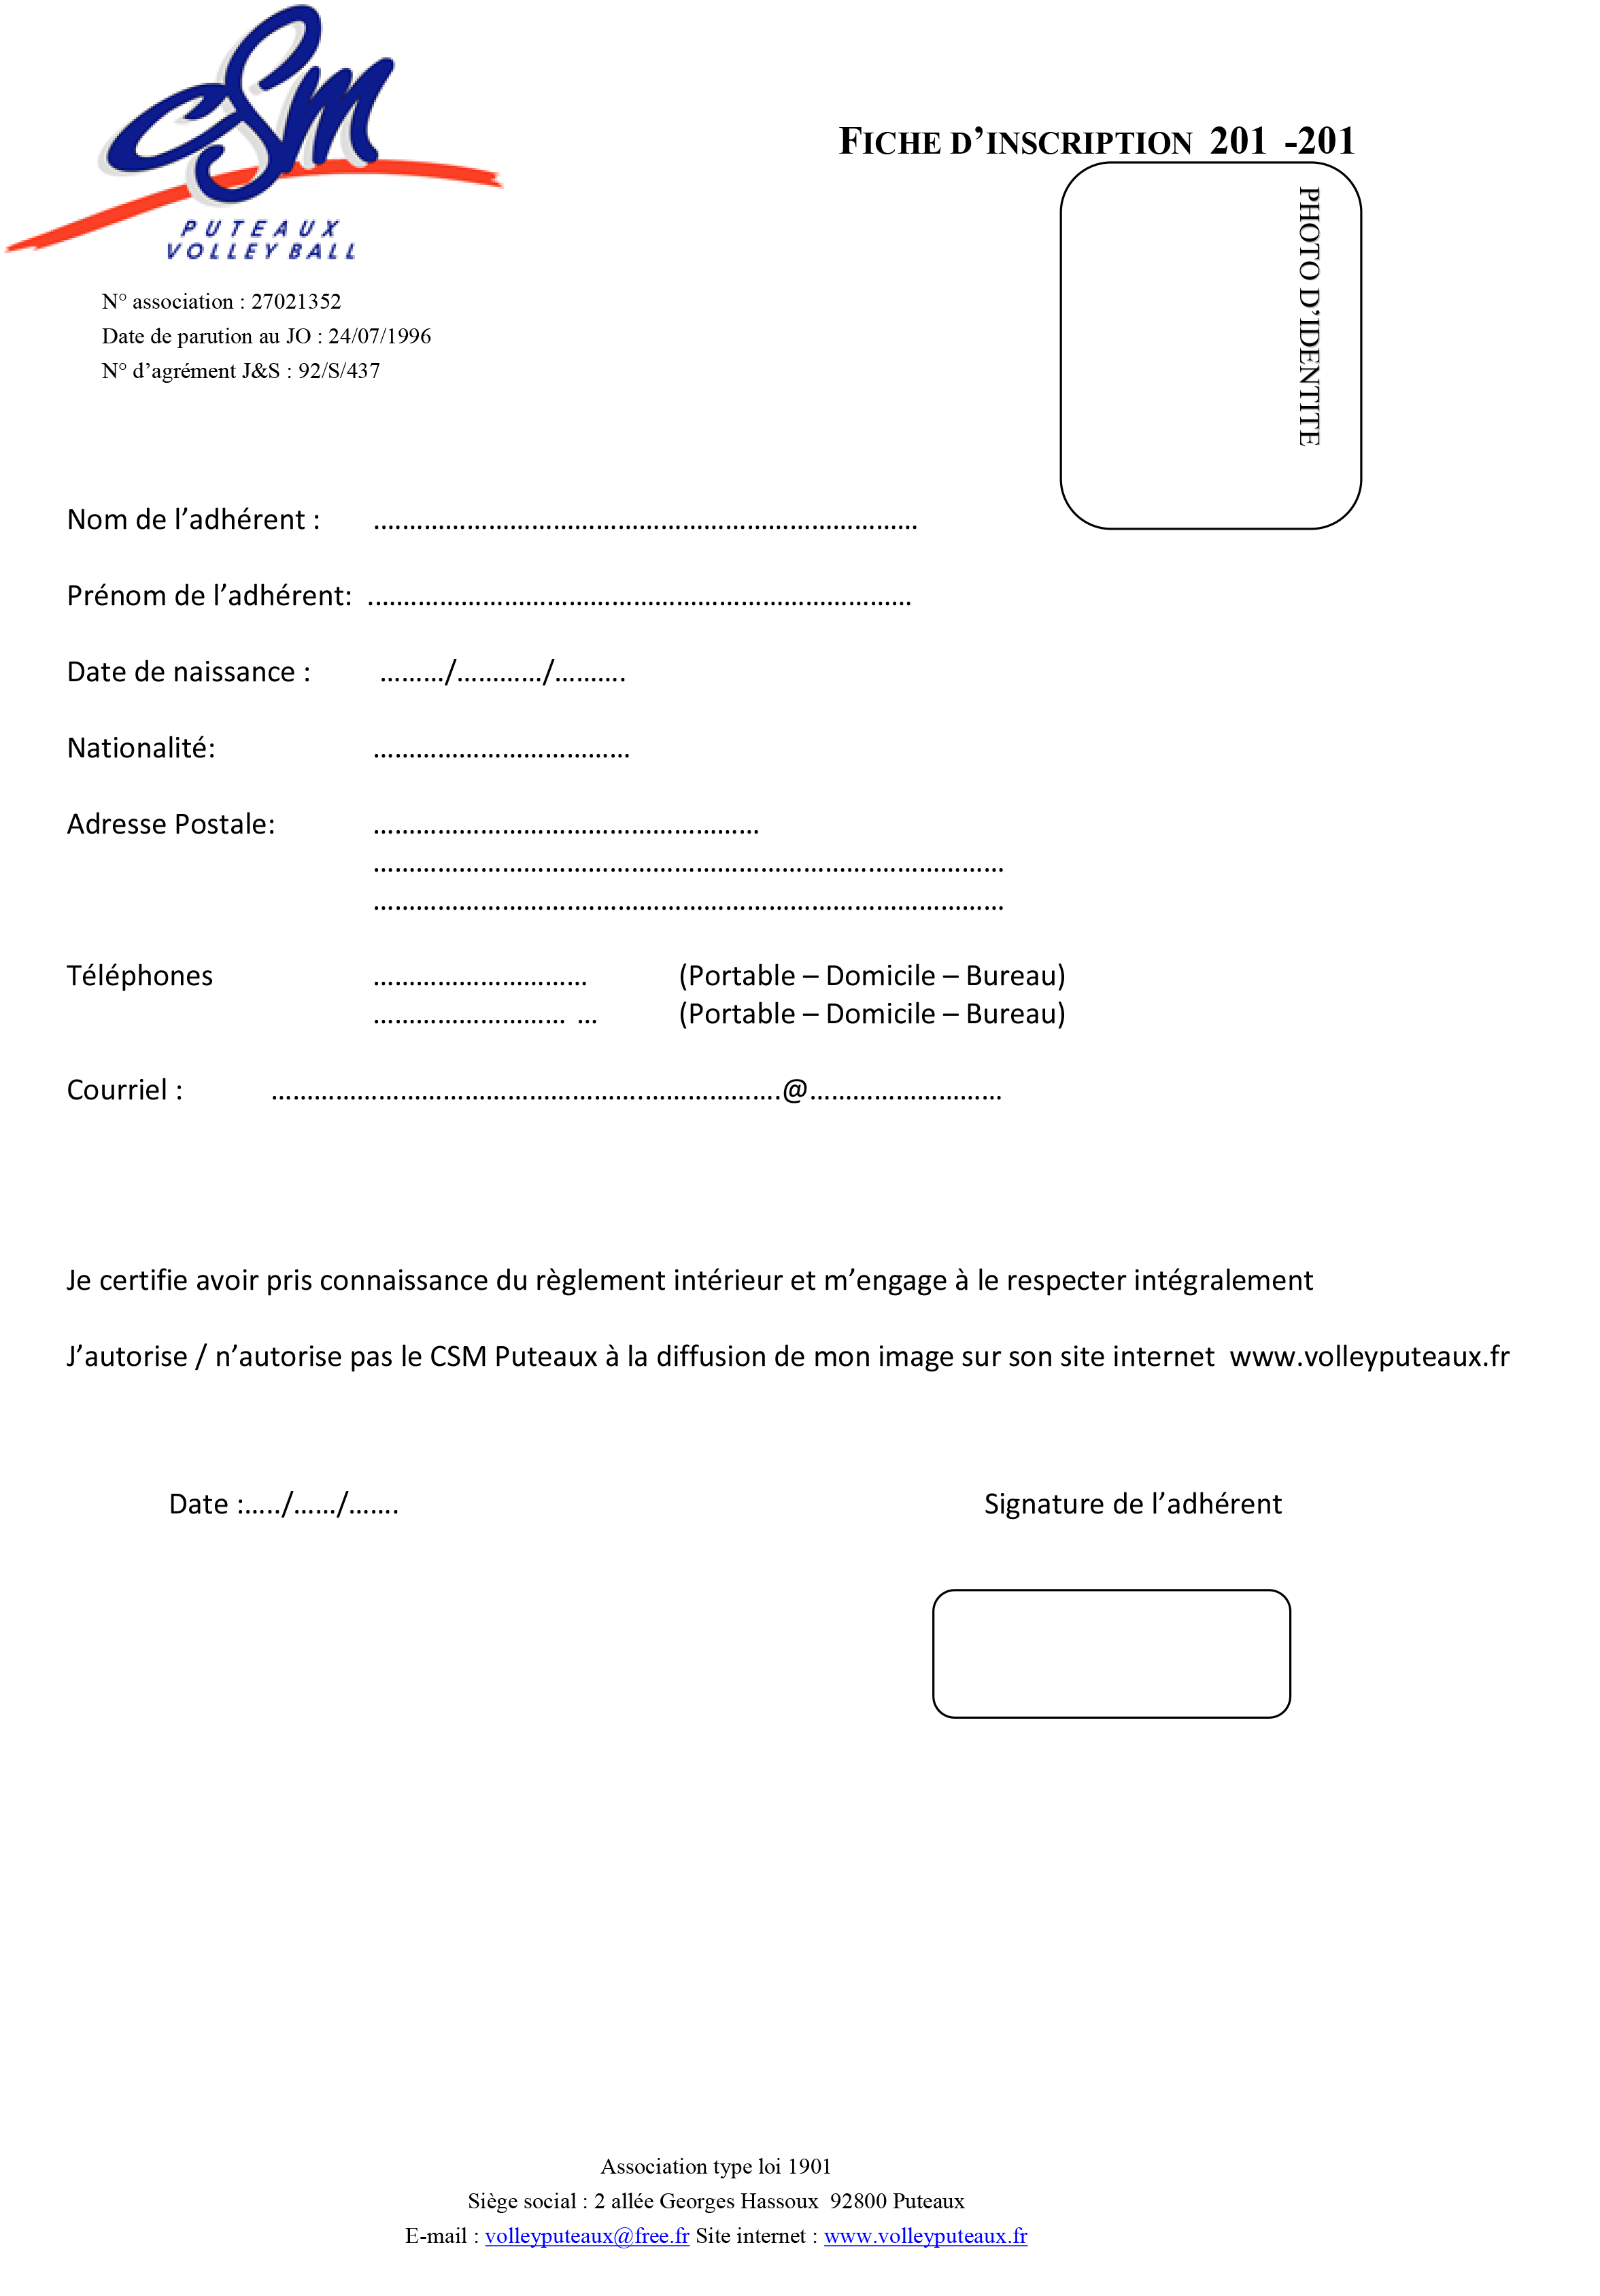 CSM
PUTEAUX
VOLLEY BALL
FICHE D’INSCRIPTION 201 -201
PHOTO D’IDENTITE
N° association : 27021352
Date de parution au JO : 24/07/1996
N° d’agrément J&S : 92/S/437
Nom de l’adhérent : ………………………………………………………………….
Prénom de l’adhérent: ………………………………………………………………….
Date de naissance : ………/…………/……….
Nationalité: ………………………………
Adresse Postale: ………………………………………………
……………………………………………………………………………
……………………………………………………………………………
Téléphones ………………………… (Portable – Domicile – Bureau)
……………………… … (Portable – Domicile – Bureau)
Courriel : …………………………………………….……………….@………………………
Je certifie avoir pris connaissance du règlement intérieur et m’engage à le respecter intégralement
J’autorise / n’autorise pas le CSM Puteaux à la diffusion de mon image sur son site internet www.volleyputeaux.fr
Date :…../……/……. Signature de l’adhérent
Association type loi 1901
Siège social : 2 allée Georges Hassoux 92800 Puteaux
E-mail : volleyputeaux@free.fr Site internet : www.volleyputeaux.fr